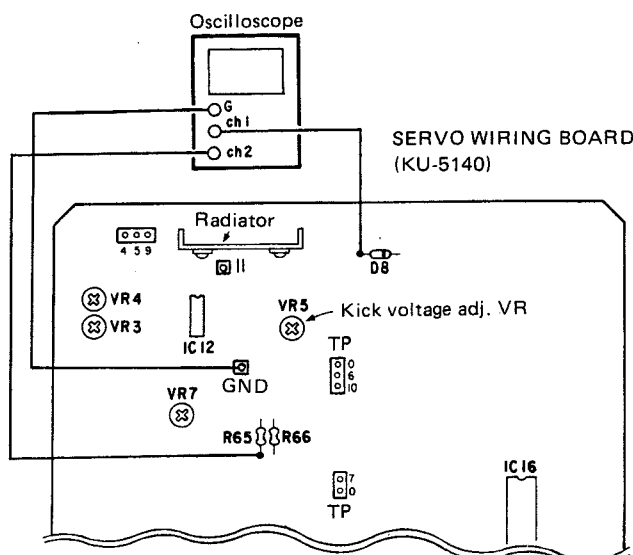 Oscilloscope
G
ch1
ch2
SERVO WIRING BOARD
(KU-5140)
Radiator
4 5 9
11
D8
VR4
VR3
IC12
VR5
Kick voltage adj. VR
TP
0
6
10
GND
VR7
R65
R66
7
0
TP
IC16